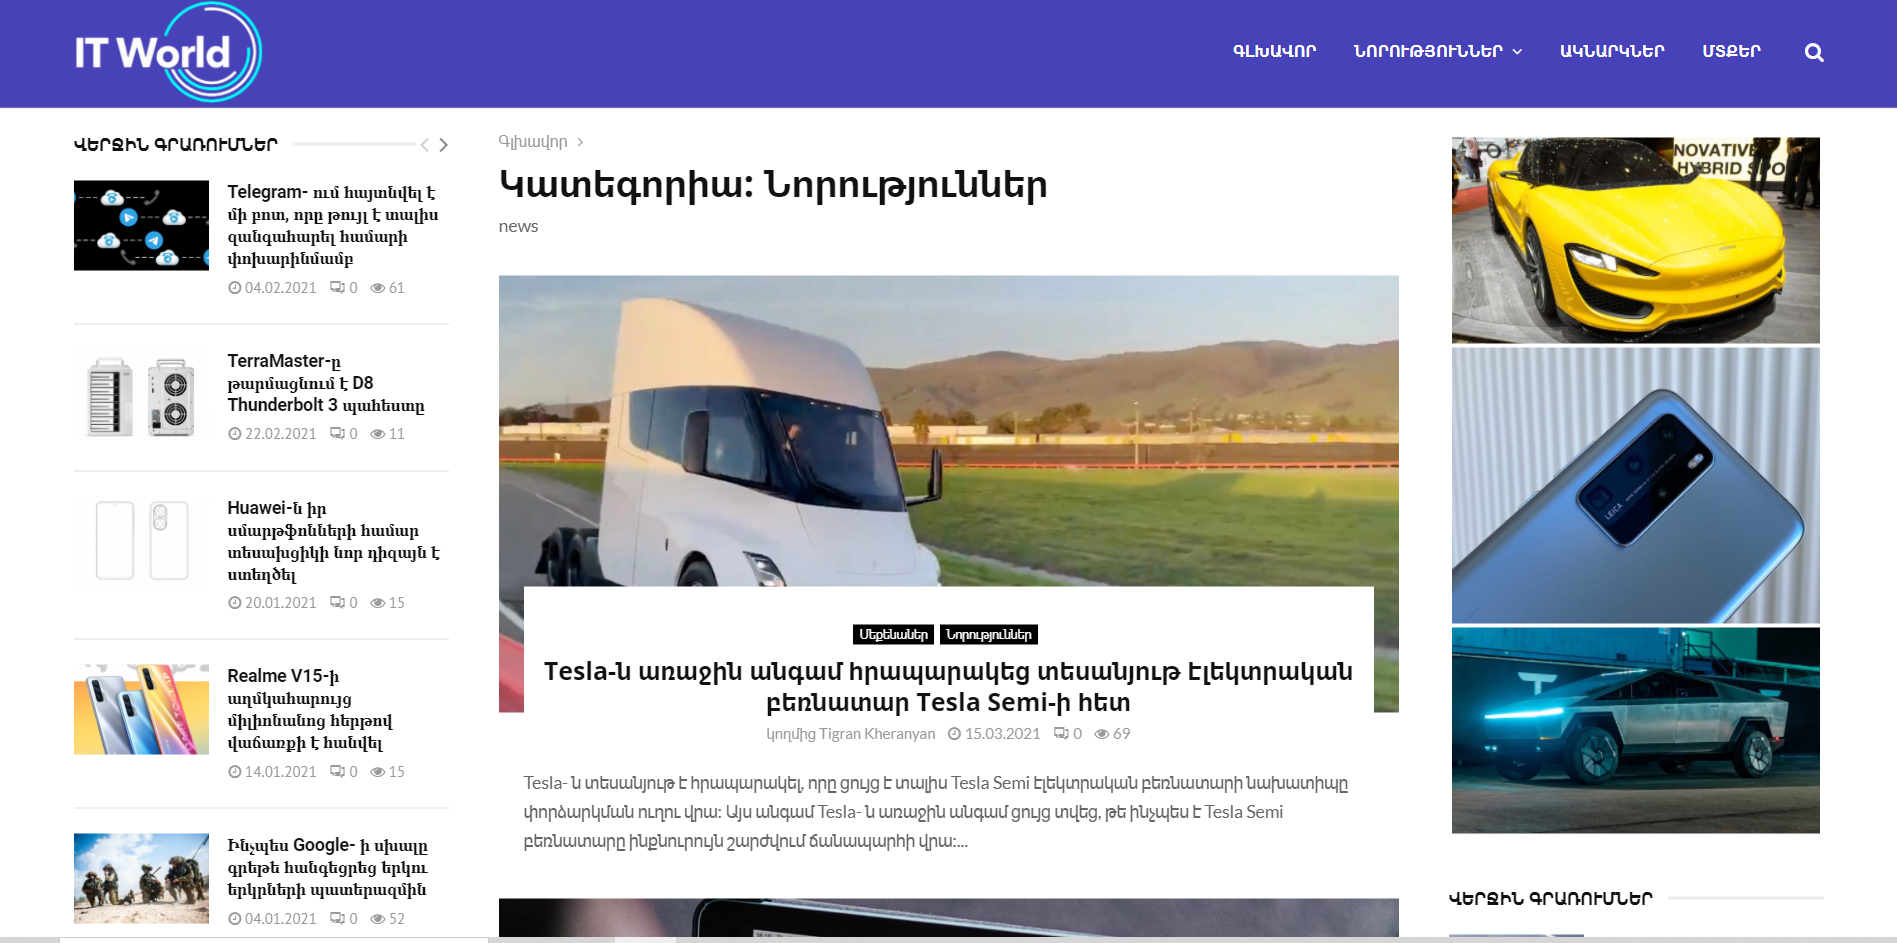 IT World
ԳԼԽԱՎՈՐ
ՆՈՐՈՒԹՅՈՒՆՆԵՐ
ԱԿՆԱՐԿՆԵՐ
ՄՏՔԵՐ
ՎԵՐՋԻՆ ԳՐԱՌՈՒՄՆԵՐ
Telegram- ում հայտնվել է
մի բոտ, որը թույլ է տալիս
զանգահարել համարի
փոխարինմամբ
04.02.2021 0 61
TerraMaster-ը
թարմացնում է D8
Thunderbolt 3 պահեստը
22.02.2021 0 11
Huawei-ն իր
սմարթֆոնների համար
տեսախցիկի նոր դիզայն է
ստեղծել
20.01.2021 0 15
Realme V15-ի
աղմկահարույց
միլիոնանոց հերթով
վաճառքի է հանվել
14.01.2021 0 15
Ինչպես Google- ի սխալը
գրեթե հանգեցրեց երկու
երկրների պատերազմին
04.01.2021 0 52
Գլխավոր
Կատեգորիա: Նորություններ
news
Մեքենաներ Նորություններ
Tesla-ն առաջին անգամ հրապարակեց տեսանյութ էլեկտրական
բեռնատար Tesla Semi-ի հետ
կողմից Tigran Kheranyan 15.03.2021 0 69
Tesla- ն տեսանյութ է հրապարակել, որը ցույց է տալիս Tesla Semi էլեկտրական բեռնատարի նախատիպը
փորձարկման ուղու վրա: Այս անգամ Tesla- ն առաջին անգամ ցույց տվեց, թե ինչպես է Tesla Semi
բեռնատարը ինքնուրույն շարժվում ճանապարհի վրա:...
NOVATIVE
HYBRID SPO
LEICA
ՎԵՐՋԻՆ ԳՐԱՌՈՒՄՆԵՐ